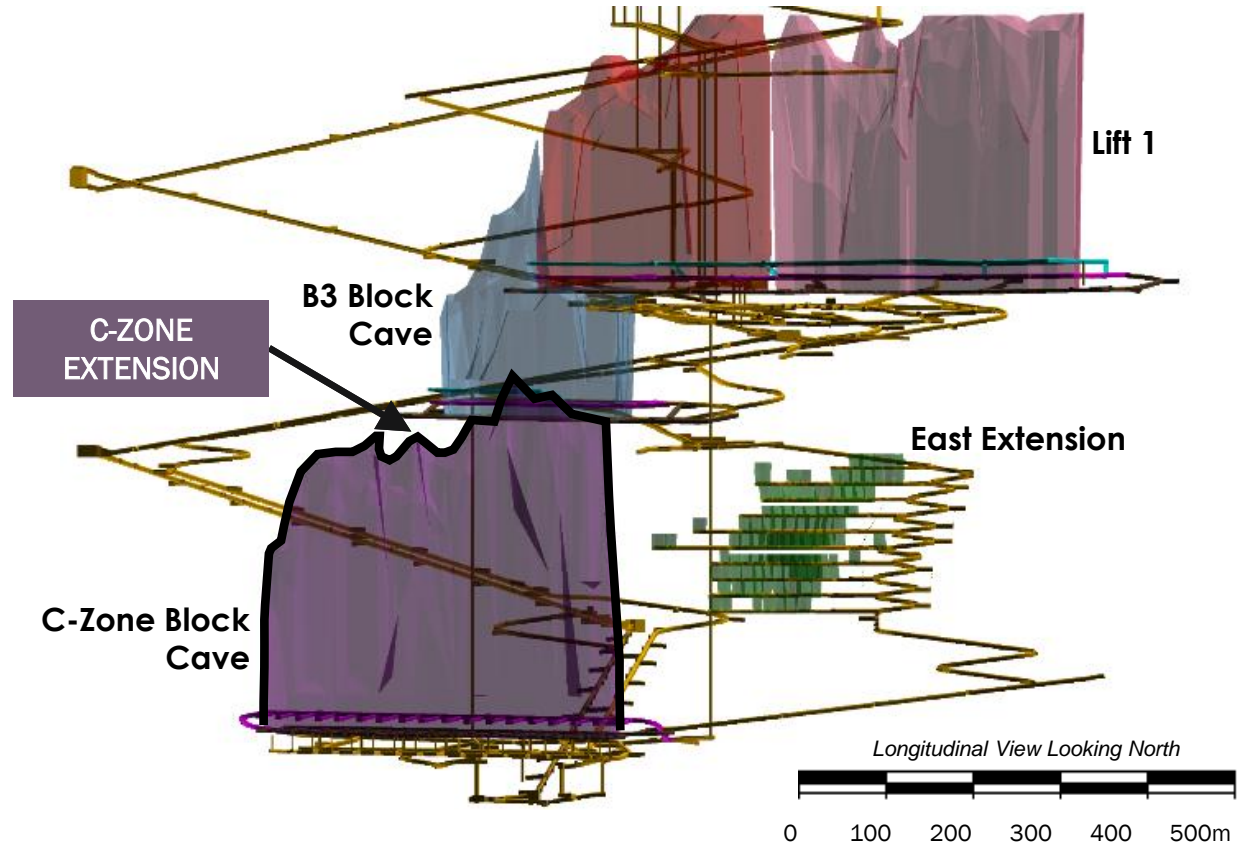 Lift 1
B3 Block
Cave
C-ZONE
EXTENSION
East Extension
C-Zone Block
Cave
Longitudinal View Looking North
0 100 200 300 400 500m